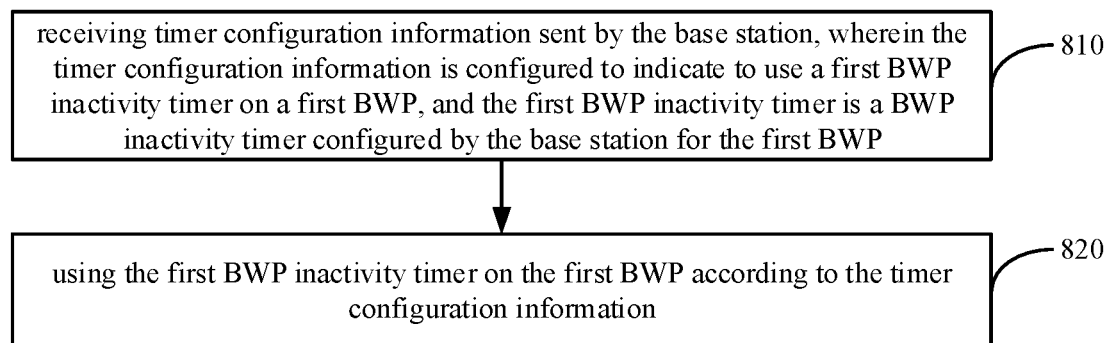 receiving timer configuration information sent by the base station, wherein the
timer configuration information is configured to indicate to use a first BWP
inactivity timer on a first BWP, and the first BWP inactivity timer is a BWP
inactivity timer configured by the base station for the first BWP
810
using the first BWP inactivity timer on the first BWP according to the timer
configuration information
820